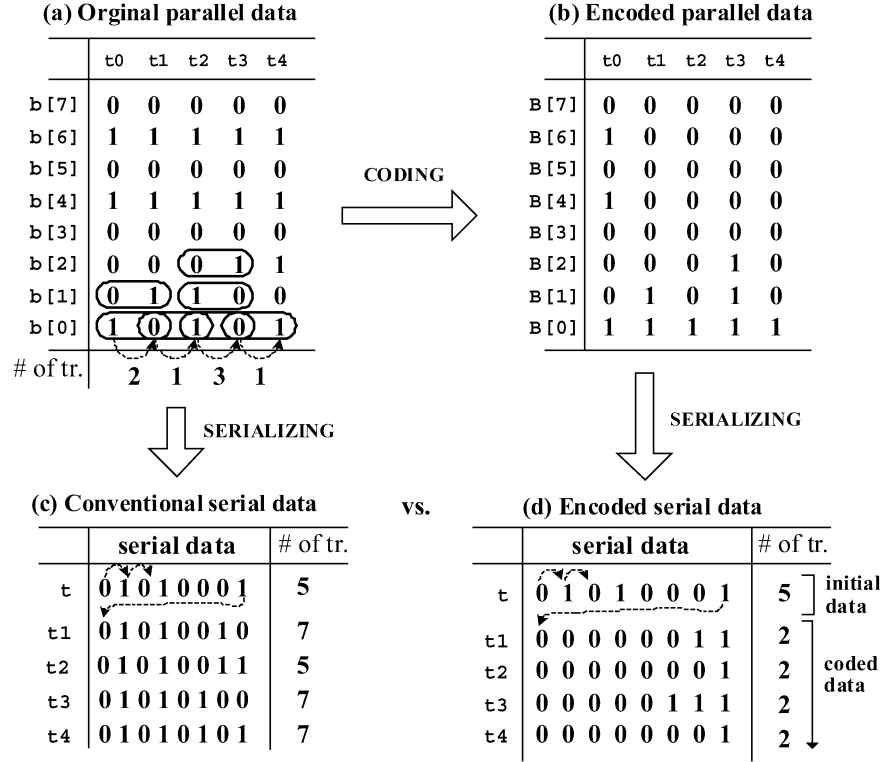 (a) Orginal parallel data
t0 t1 t2 t3 t4
b[7] 0 0 0 0 0
b[6] 1 1 1 1 1
b[5] 0 0 0 0 0
b[4] 1 1 1 1 1
b[3] 0 0 0 0 0
b[2] 0 0 0 1 1
b[1] 0 1 1 0 0
b[0] 1 0 1 0 1
# of tr. 2 1 3 1
CODING
(b) Encoded parallel data
t0 t1 t2 t3 t4
B[7] 0 0 0 0 0
B[6] 1 0 0 0 0
B[5] 0 0 0 0 0
B[4] 1 0 0 0 0
B[3] 0 0 0 0 0
B[2] 0 0 0 1 0
B[1] 0 1 0 1 0
B[0] 1 1 1 1 1
SERIALIZING
SERIALIZING
(c) Conventional serial data
serial data # of tr.
t 0 1 0 1 0 0 0 1 5
t1 0 1 0 1 0 0 1 0 7
t2 0 1 0 1 0 0 1 1 5
t3 0 1 0 1 0 1 0 0 7
t4 0 1 0 1 0 1 0 1 7
vs.
(d) Encoded serial data
serial data # of tr.
t 0 1 0 1 0 0 0 1 5
t1 0 0 0 0 0 0 1 1 2
t2 0 0 0 0 0 0 0 1 2
t3 0 0 0 0 0 1 1 1 2
t4 0 0 0 0 0 0 0 1 2
initial
data
coded
data